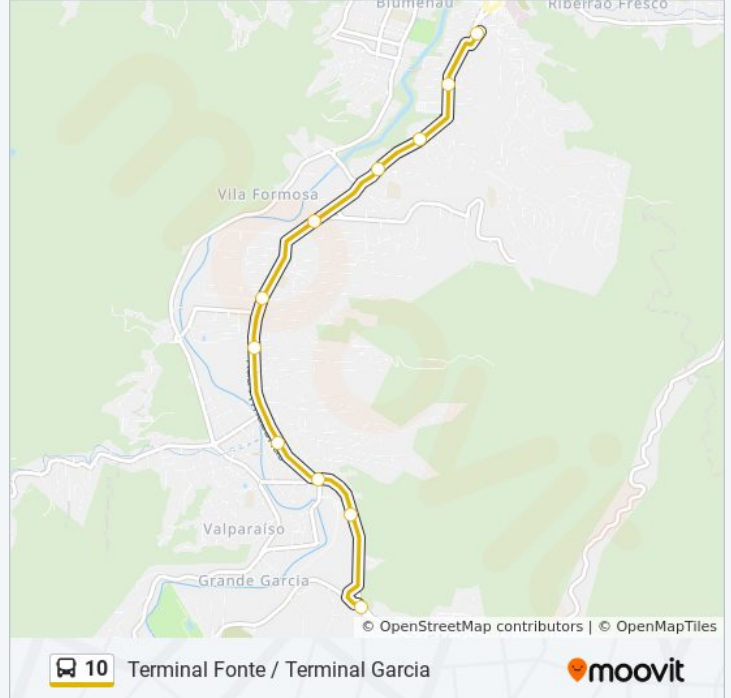 Blumenau
Ribeirão Fresco
Vila Formosa
Valparaíso
Grande Garcia
© OpenStreetMap contributors | © OpenMapTiles
10 Terminal Fonte / Terminal Garcia
moovit